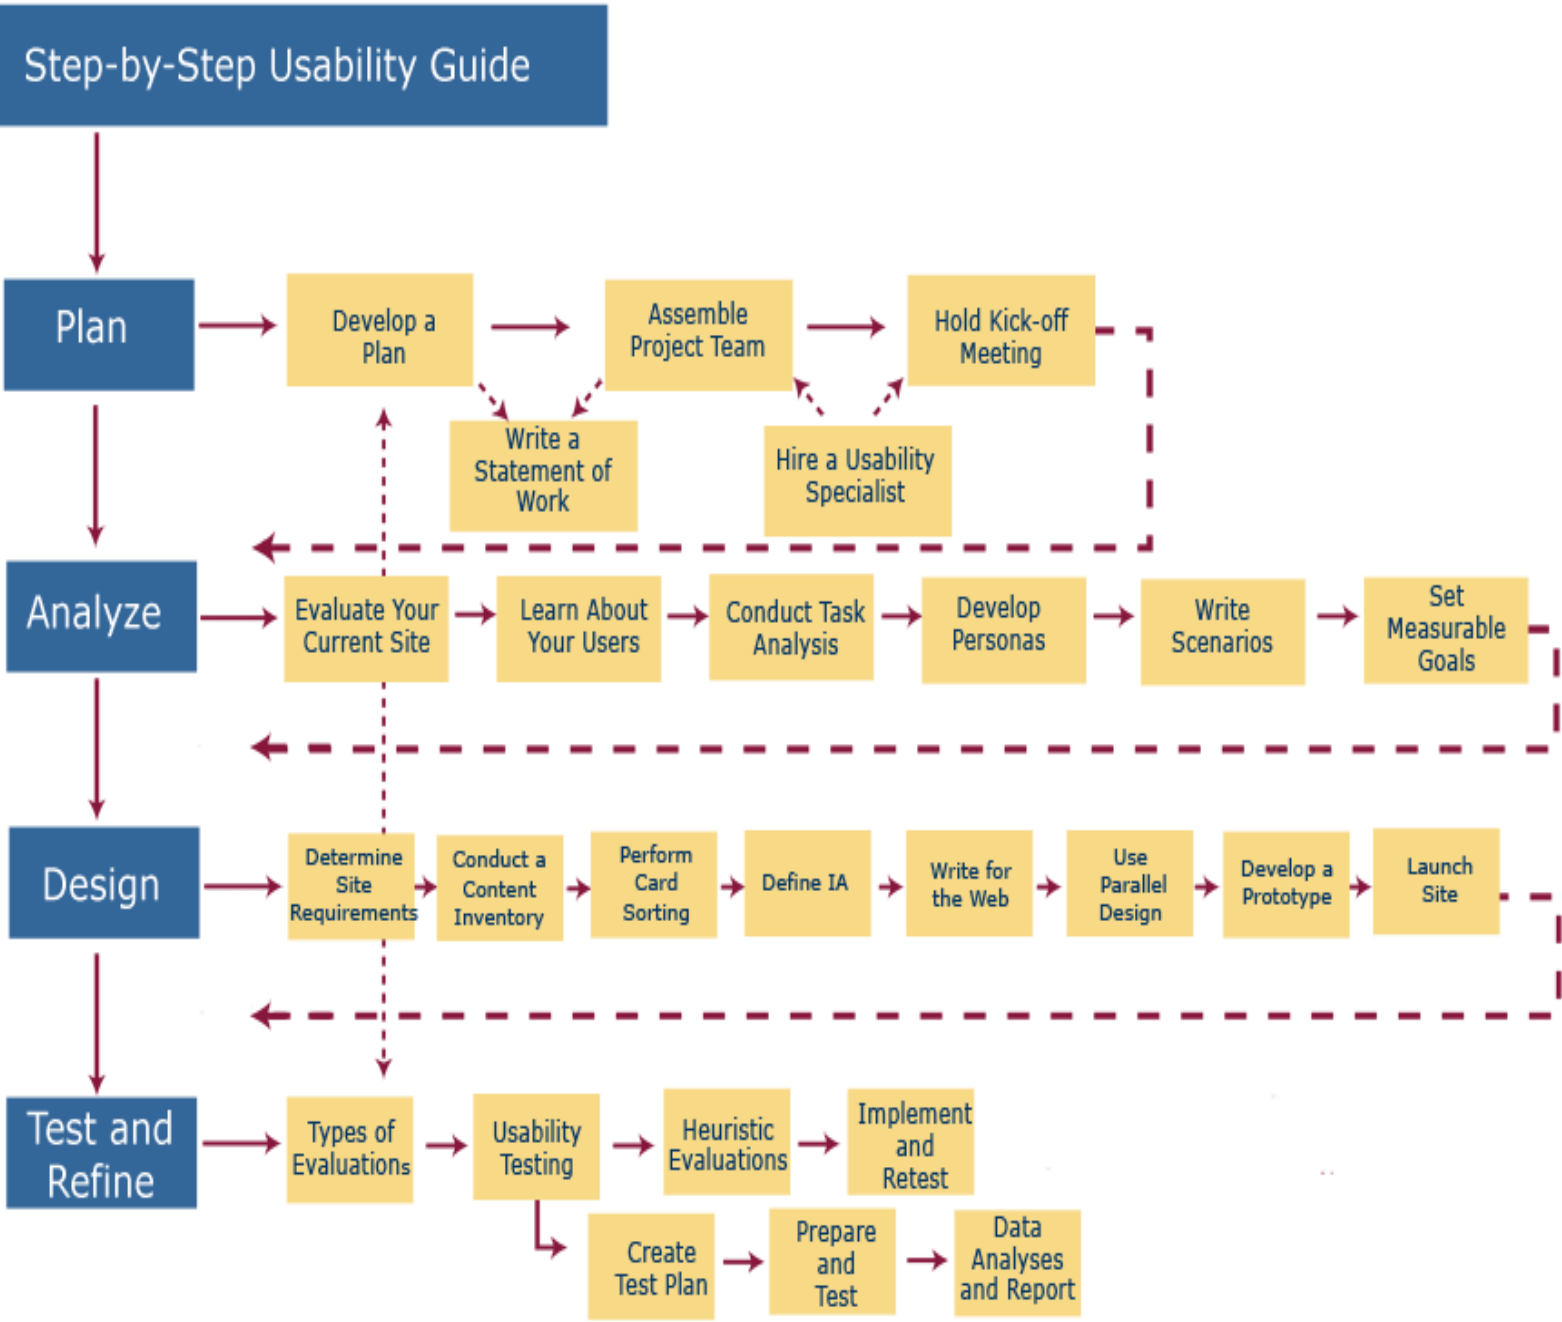 Step-by-Step Usability Guide
Plan
Develop a
Plan
Assemble
Project Team
Hold Kick-off
Meeting
Write a
Statement of
Work
Hire a Usability
Specialist
Analyze
Evaluate Your
Current Site
Learn About
Your Users
Conduct Task
Analysis
Develop
Personas
Write
Scenarios
Set
Measurable
Goals
Design
Determine
Site
Requirements
Conduct a
Content
Inventory
Perform
Card
Sorting
Define IA
Write for
the Web
Use
Parallel
Design
Develop a
Prototype
Launch
Site
Test and
Refine
Types of
Evaluations
Usability
Testing
Heuristic
Evaluations
Implement
and
Retest
Create
Test Plan
Prepare
and
Test
Data
Analyses
and Report